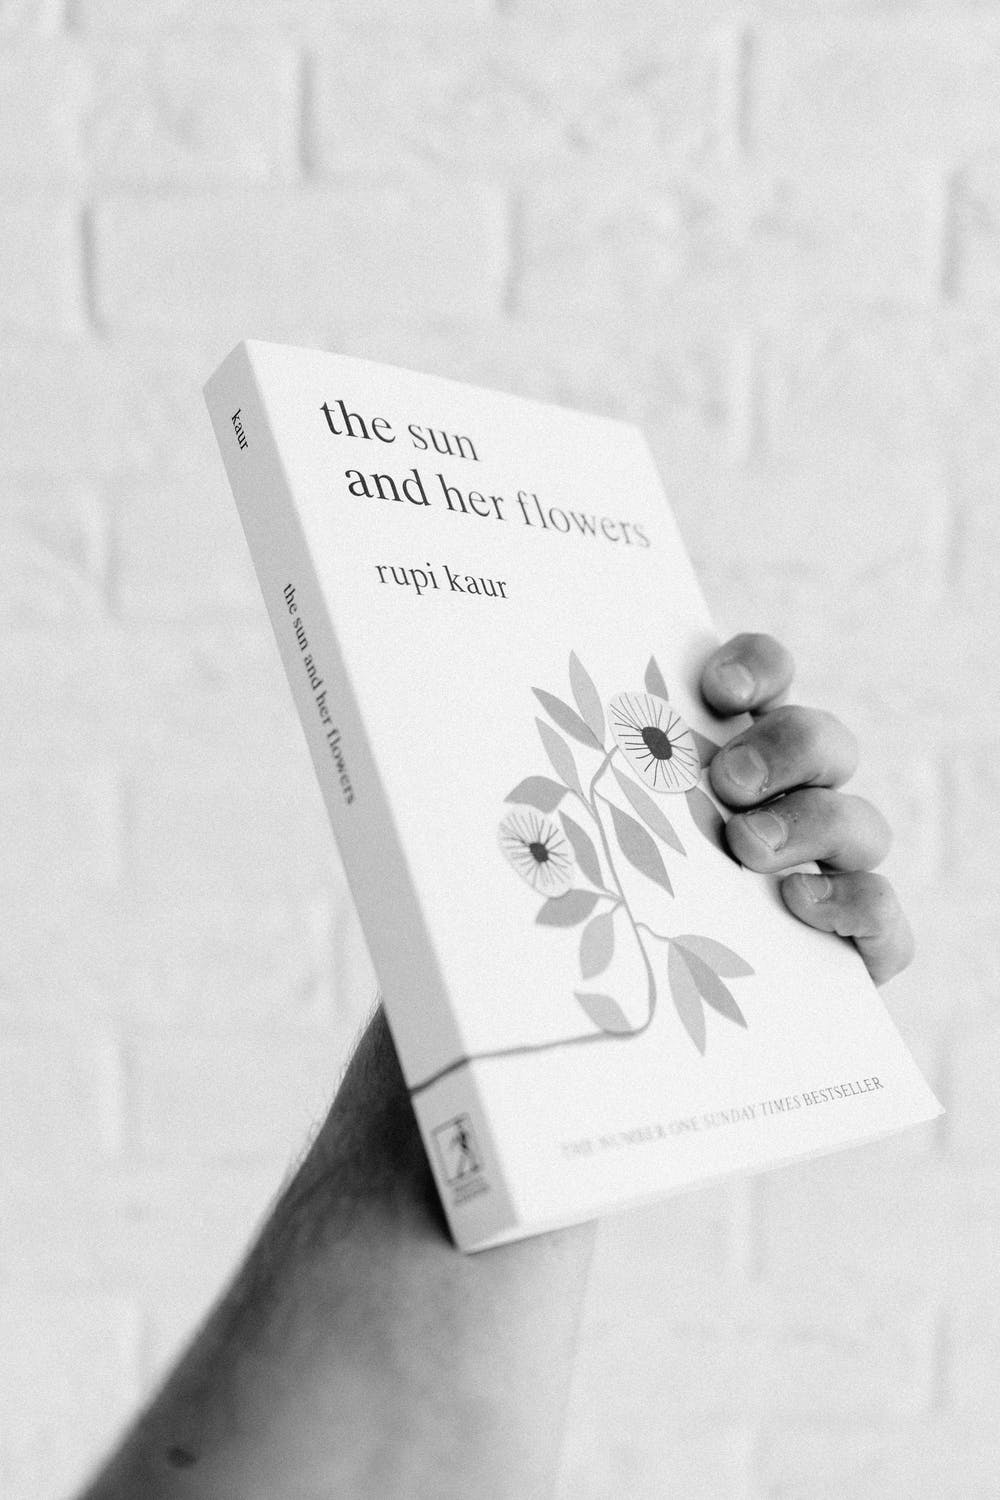 the sun
and her flowers
rupi kaur
THE NUMBER ONE SUNDAY TIMES BESTSELLER
kaur
the sun and her flowers